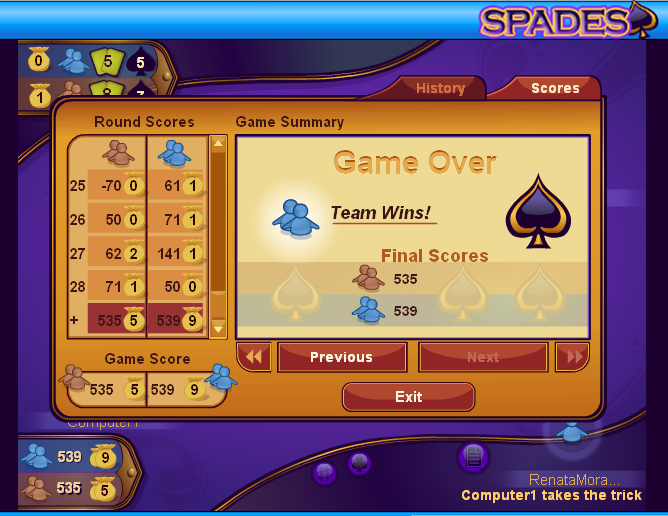 SPADES
0 5 5
1 8
History Scores
Round Scores Game Summary
25 -70 0 61 1
26 50 0 71 1
27 62 2 141 1
28 71 1 50 0
+ 535 5 539 9
Game Over
Team Wins!
Final Scores
535
539
Previous Next
Game Score
535 5 539 9
Exit
Computer1
539 9
535 5
RenataMora...
Computer1 takes the trick